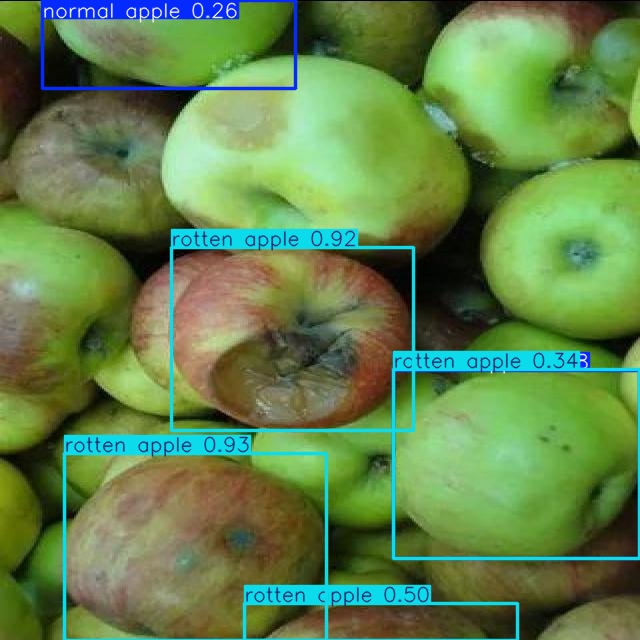 normal apple 0.26
rotten apple 0.92
rotten apple 0.34
rotten apple 0.93
rotten apple 0.50